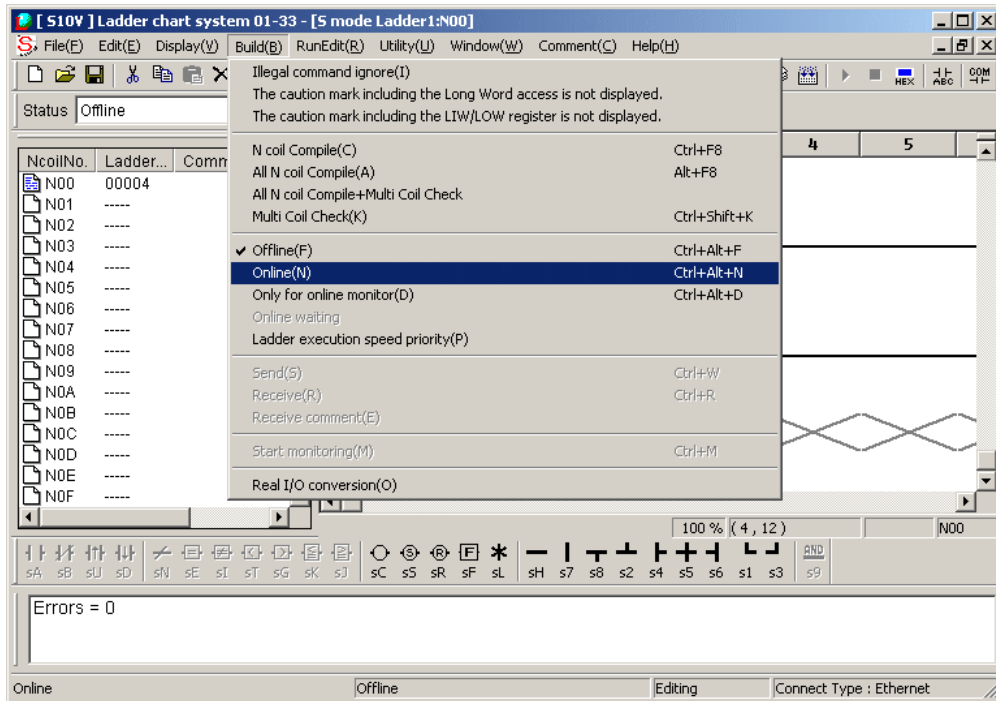 [ S10V ] Ladder chart system 01-33 - [S mode Ladder1:N00]
File(F) Edit(E) Display(V) Build(B) RunEdit(R) Utility(U) Window(W) Comment(C) Help(H)
HEX ABC COM
Status Offline
Illegal command ignore(I)
The caution mark including the Long Word access is not displayed.
The caution mark including the LIW/LOW register is not displayed.
N coil Compile(C) Ctrl+F8
All N coil Compile(A) Alt+F8
All N coil Compile+Multi Coil Check
Multi Coil Check(K) Ctrl+Shift+K
Offline(F) Ctrl+Alt+F
Online(N) Ctrl+Alt+N
Only for online monitor(D) Ctrl+Alt+D
Online waiting
Ladder execution speed priority(P)
Send(S) Ctrl+W
Receive(R) Ctrl+R
Receive comment(E)
Start monitoring(M) Ctrl+M
Real I/O conversion(O)
4 5
NcoilNo. Ladder... Comm
N00 00004
N01 -----
N02 -----
N03 -----
N04 -----
N05 -----
N06 -----
N07 -----
N08 -----
N09 -----
N0A -----
N0B -----
N0C -----
N0D -----
N0E -----
N0F -----
100 % ( 4 , 12 ) N00
S R F AND
sA sB sU sD sN sE sI sT sG sK sJ sC sS sR sF sL sH s7 s8 s2 s4 s5 s6 s1 s3 s9
Errors = 0
Online Offline Editing Connect Type : Ethernet